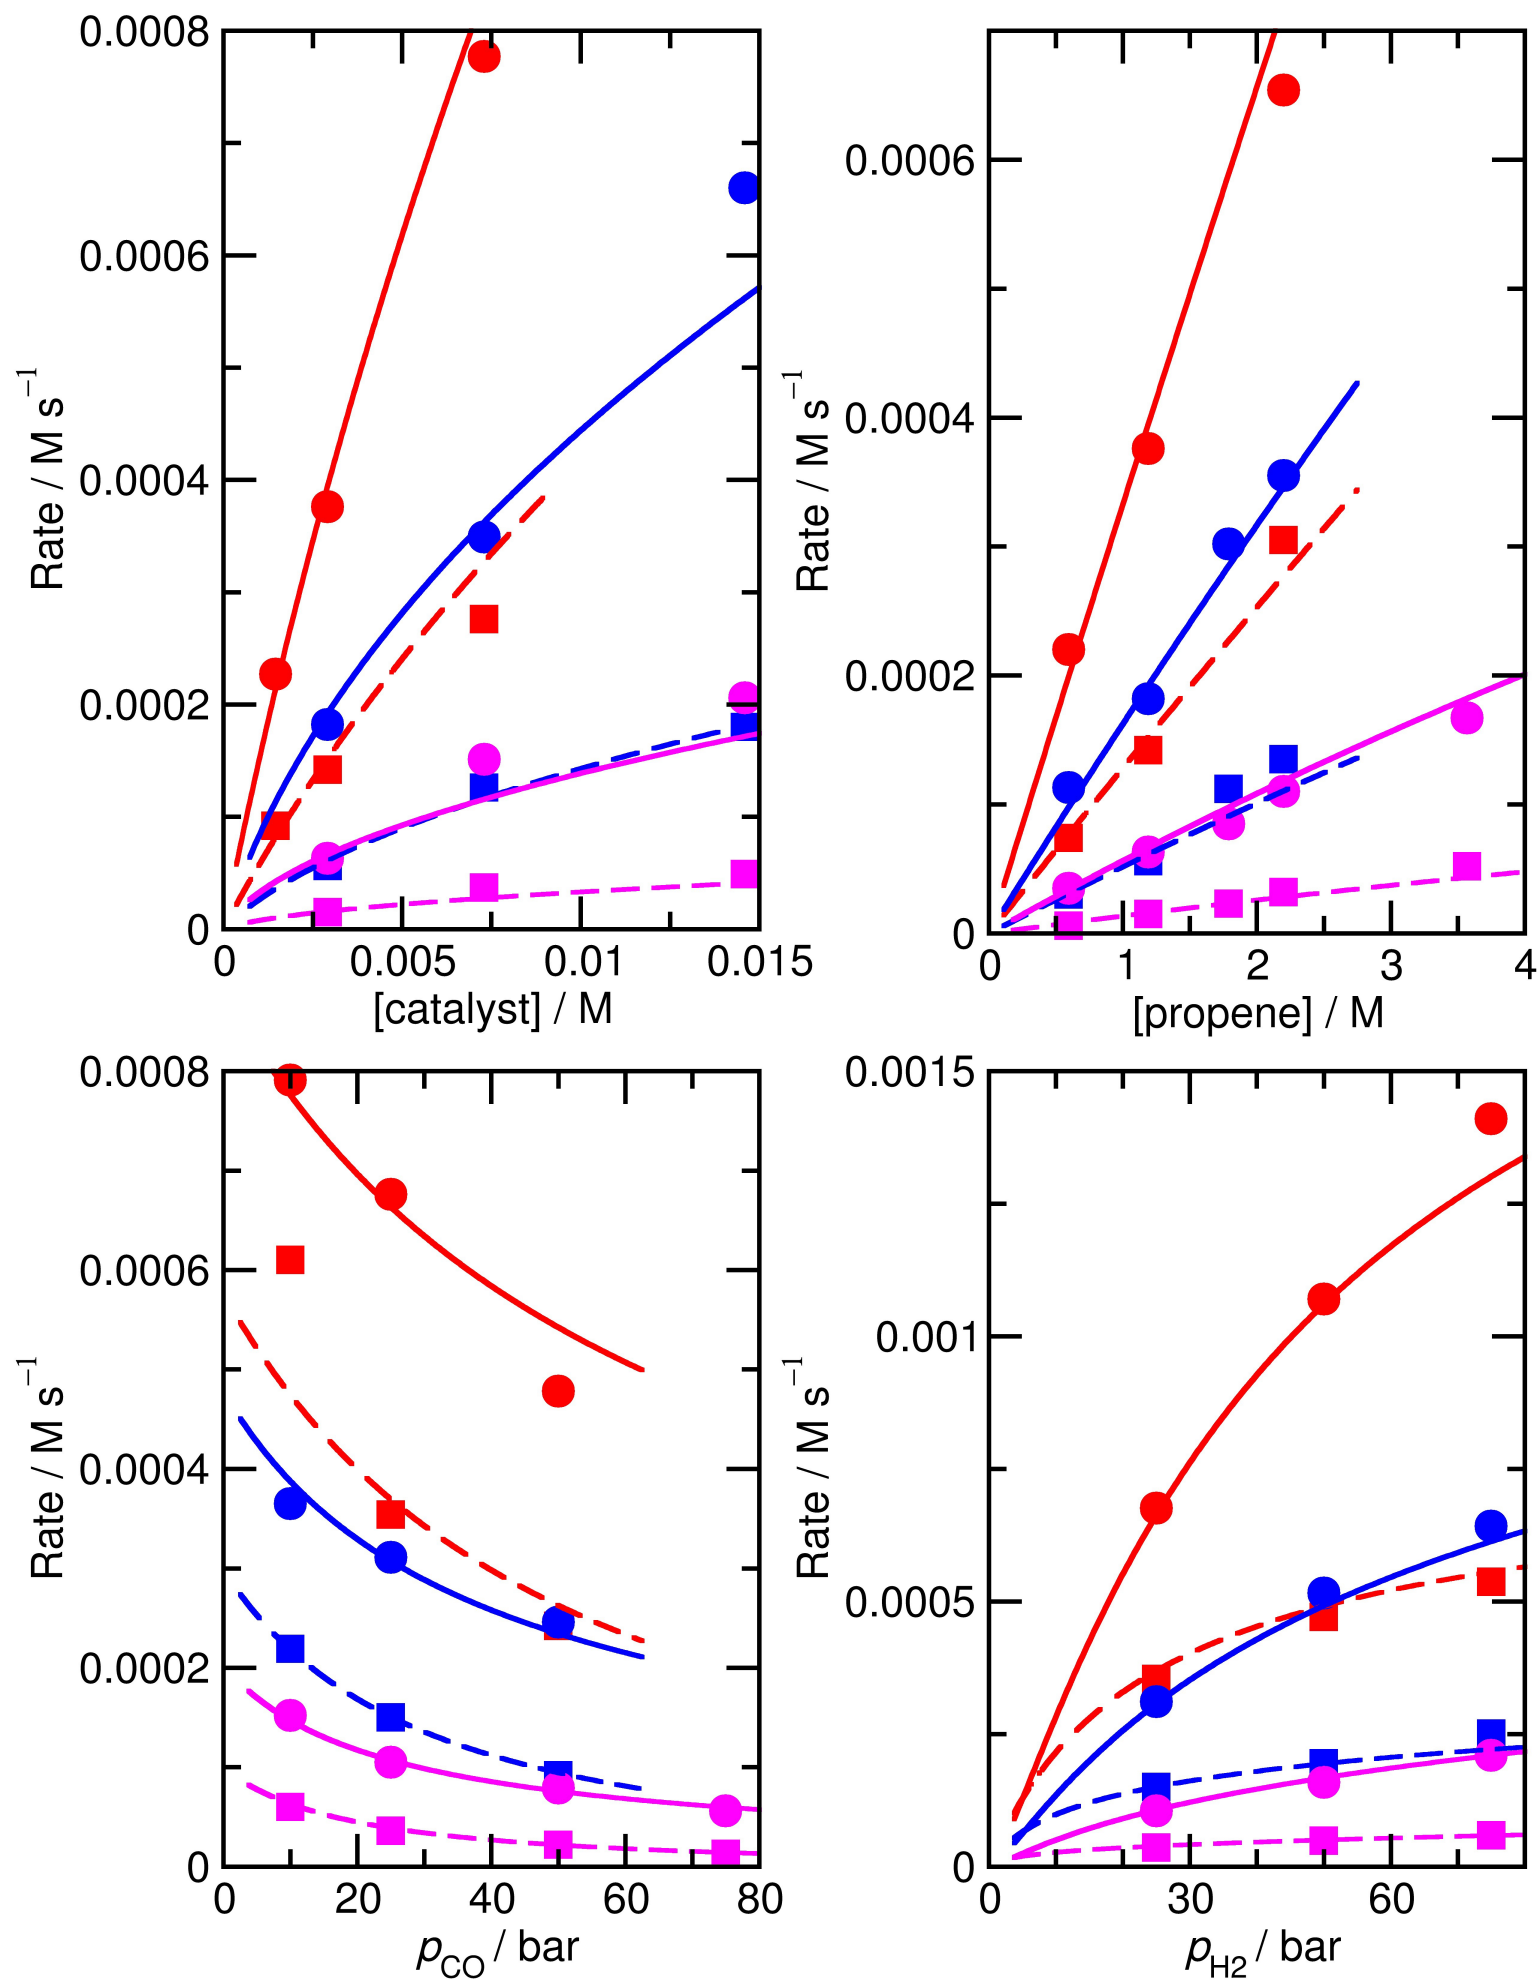 0.0008
0.0006
0.0004
0.0002
0
Rate / M s−1
0 0.005 0.01 0.015
[catalyst] / M
0.0006
0.0004
0.0002
0
Rate / M s−1
0 1 2 3 4
[propene] / M
0.0008
0.0006
0.0004
0.0002
0
Rate / M s−1
0 20 40 60 80
pCO / bar
0.0015
0.001
0.0005
0
Rate / M s−1
0 30 60
pH2 / bar